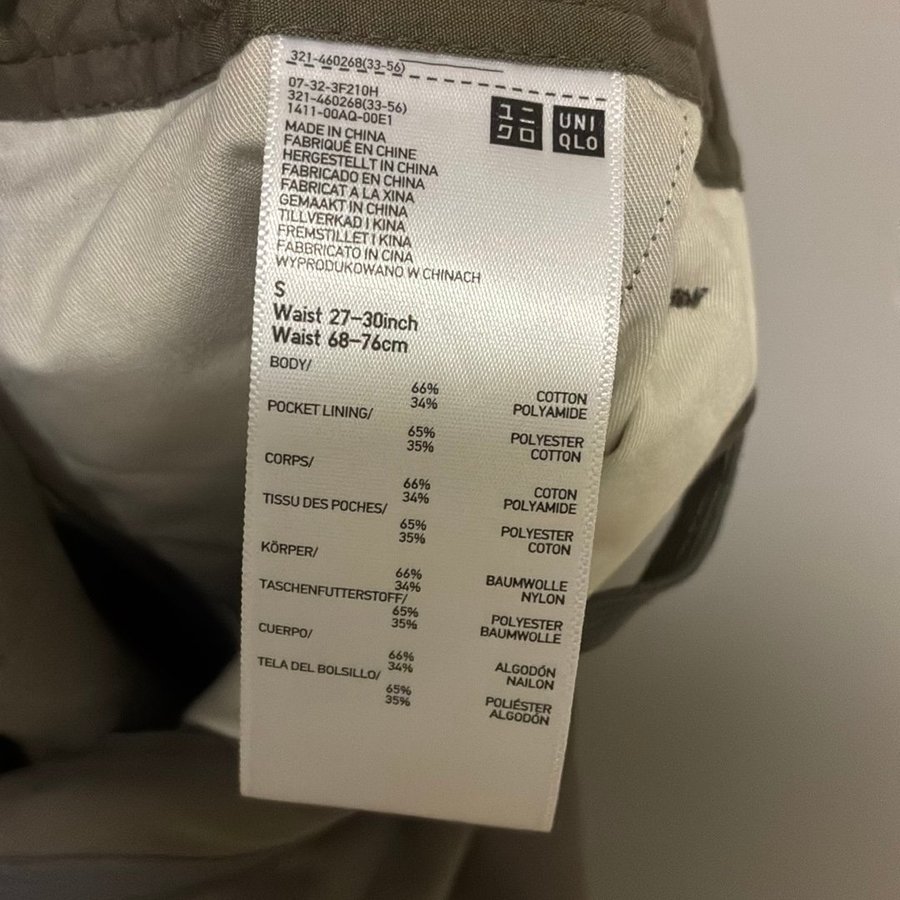 321-460268(33-56)
07-32-3F210H
321-460268(33-56)
1411-00AQ-00E1
ユニ
クロ
UNI
QLO
MADE IN CHINA
FABRIQUÉ EN CHINE
HERGESTELLT IN CHINA
FABRICADO EN CHINA
FABRICAT A LA XINA
GEMAAKT IN CHINA
TILLVERKAD I KINA
FREMSTILLET I KINA
FABBRICATO IN CINA
WYPRODUKOWANO W CHINACH
S
Waist 27-30inch
Waist 68-76cm
BODY/
66% COTTON
34% POLYAMIDE
POCKET LINING/
65% POLYESTER
35% COTTON
CORPS/
66% COTON
34% POLYAMIDE
TISSU DES POCHES/
65% POLYESTER
35% COTON
KÖRPER/
66% BAUMWOLLE
34% NYLON
TASCHENFUTTERSTOFF/
65% POLYESTER
35% BAUMWOLLE
CUERPO/
66% ALGODÓN
34% NAILON
TELA DEL BOLSILLO/
65% POLIÉSTER
35% ALGODÓN